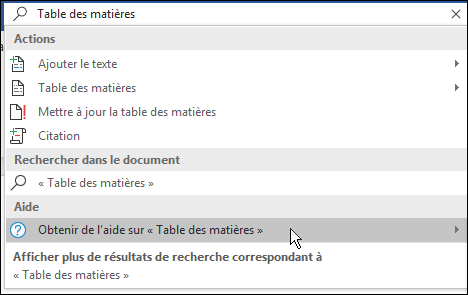 Table des matières
Actions
Ajouter le texte
Table des matières
Mettre à jour la table des matières
Citation
Rechercher dans le document
« Table des matières »
Aide
Obtenir de l'aide sur « Table des matières »
Afficher plus de résultats de recherche correspondant à
« Table des matières »